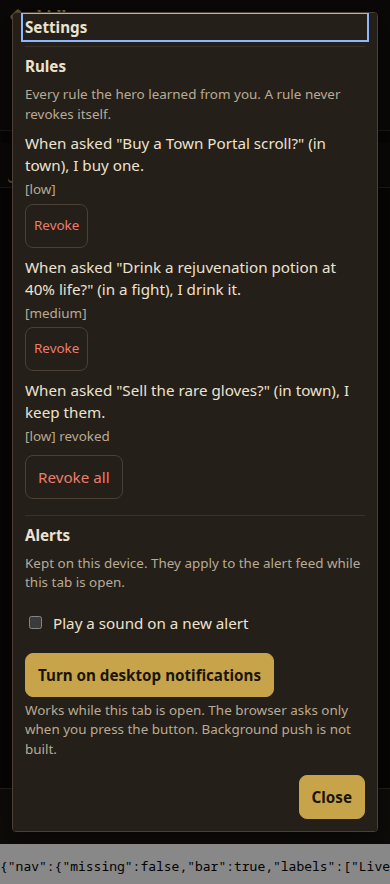 Settings
Rules
Every rule the hero learned from you. A rule never
revokes itself.
When asked "Buy a Town Portal scroll?" (in
town), I buy one.
[low]
Revoke
When asked "Drink a rejuvenation potion at
40% life?" (in a fight), I drink it.
[medium]
Revoke
When asked "Sell the rare gloves?" (in town), I
keep them.
[low] revoked
Revoke all
Alerts
Kept on this device. They apply to the alert feed while
this tab is open.
Play a sound on a new alert
Turn on desktop notifications
Works while this tab is open. The browser asks only
when you press the button. Background push is not
built.
Close
{"nav":{"missing":false,"bar":true,"labels":["Live